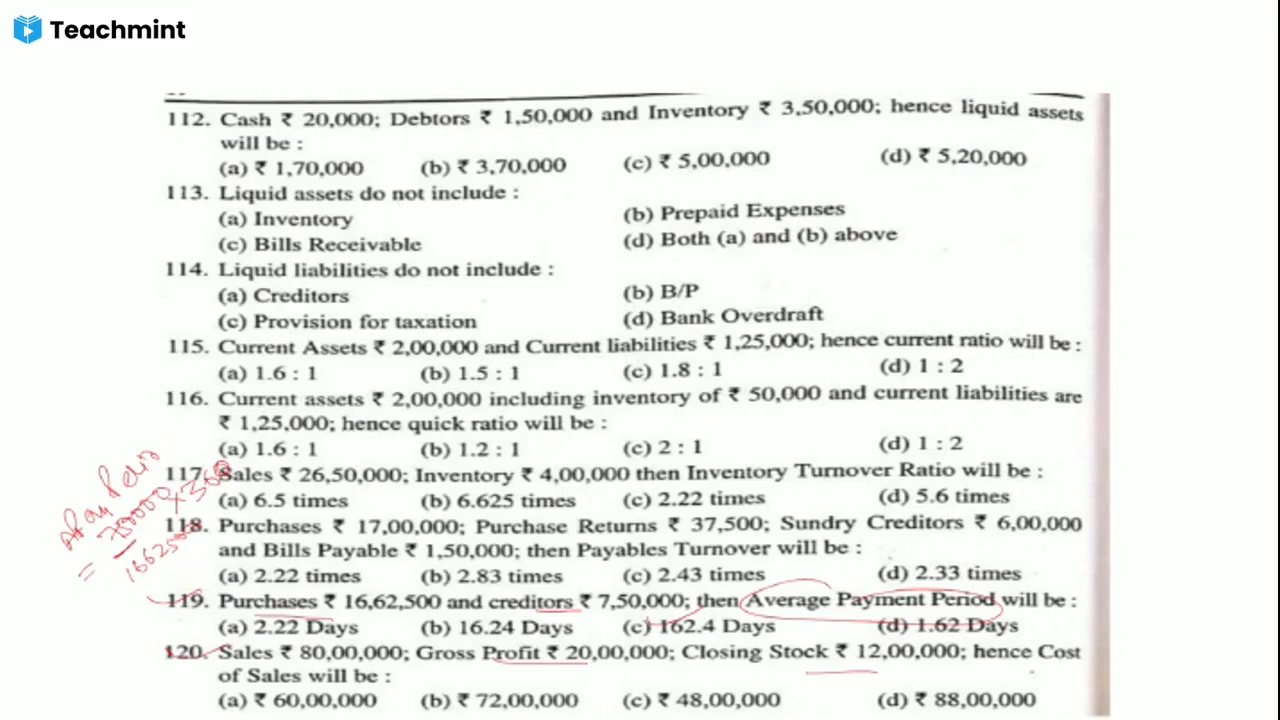 Teachmint
112. Cash ₹ 20,000; Debtors ₹ 1,50,000 and Inventory ₹ 3,50,000; hence liquid assets
will be :
(a) ₹ 1,70,000 (b) ₹ 3,70,000 (c) ₹ 5,00,000 (d) ₹ 5,20,000
113. Liquid assets do not include :
(a) Inventory (b) Prepaid Expenses
(c) Bills Receivable (d) Both (a) and (b) above
114. Liquid liabilities do not include :
(a) Creditors (b) B/P
(c) Provision for taxation (d) Bank Overdraft
115. Current Assets ₹ 2,00,000 and Current liabilities ₹ 1,25,000; hence current ratio will be :
(a) 1.6 : 1 (b) 1.5 : 1 (c) 1.8 : 1 (d) 1 : 2
116. Current assets ₹ 2,00,000 including inventory of ₹ 50,000 and current liabilities are
₹ 1,25,000; hence quick ratio will be :
(a) 1.6 : 1 (b) 1.2 : 1 (c) 2 : 1 (d) 1 : 2
117. Sales ₹ 26,50,000; Inventory ₹ 4,00,000 then Inventory Turnover Ratio will be :
(a) 6.5 times (b) 6.625 times (c) 2.22 times (d) 5.6 times
118. Purchases ₹ 17,00,000; Purchase Returns ₹ 37,500; Sundry Creditors ₹ 6,00,000
and Bills Payable ₹ 1,50,000; then Payables Turnover will be :
(a) 2.22 times (b) 2.83 times (c) 2.43 times (d) 2.33 times
119. Purchases ₹ 16,62,500 and creditors ₹ 7,50,000; then Average Payment Period will be :
(a) 2.22 Days (b) 16.24 Days (c) 162.4 Days (d) 1.62 Days
120. Sales ₹ 80,00,000; Gross Profit ₹ 20,00,000; Closing Stock ₹ 12,00,000; hence Cost
of Sales will be :
(a) ₹ 60,00,000 (b) ₹ 72,00,000 (c) ₹ 48,00,000 (d) ₹ 88,00,000